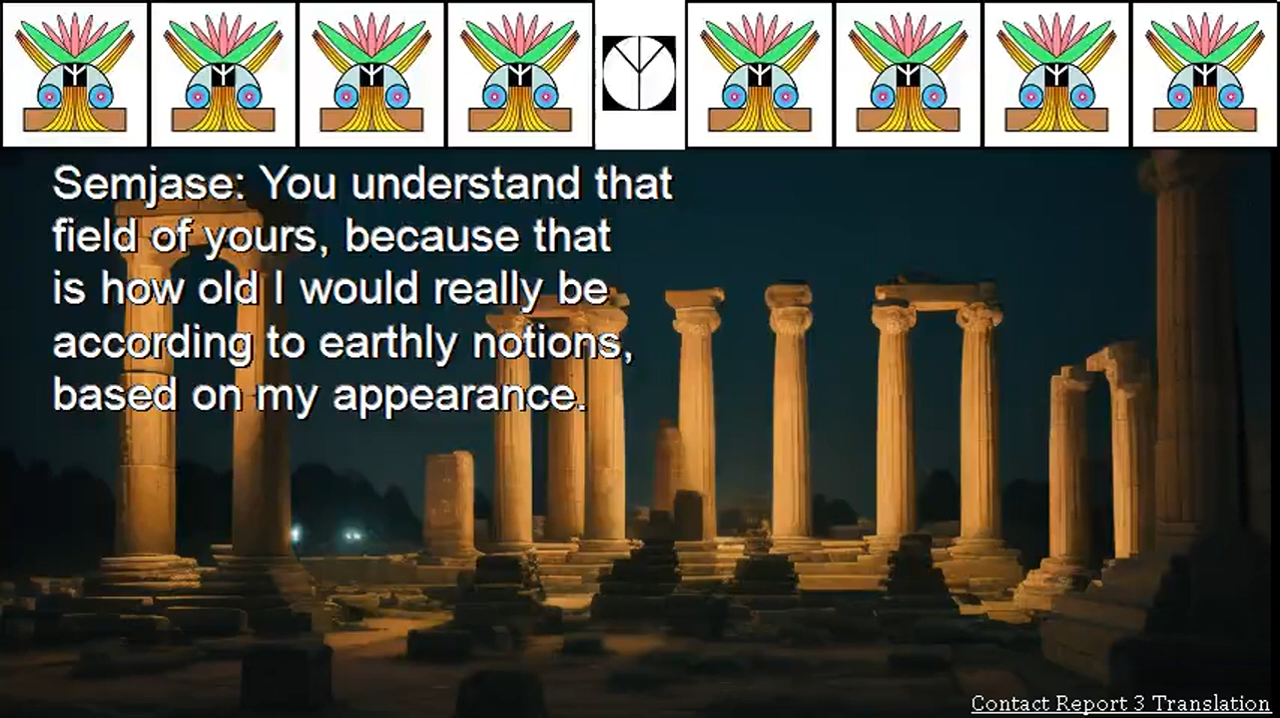 Semjase: You understand that
field of yours, because that
is how old I would really be
according to earthly notions,
based on my appearance.
Contact Report 3 Translation